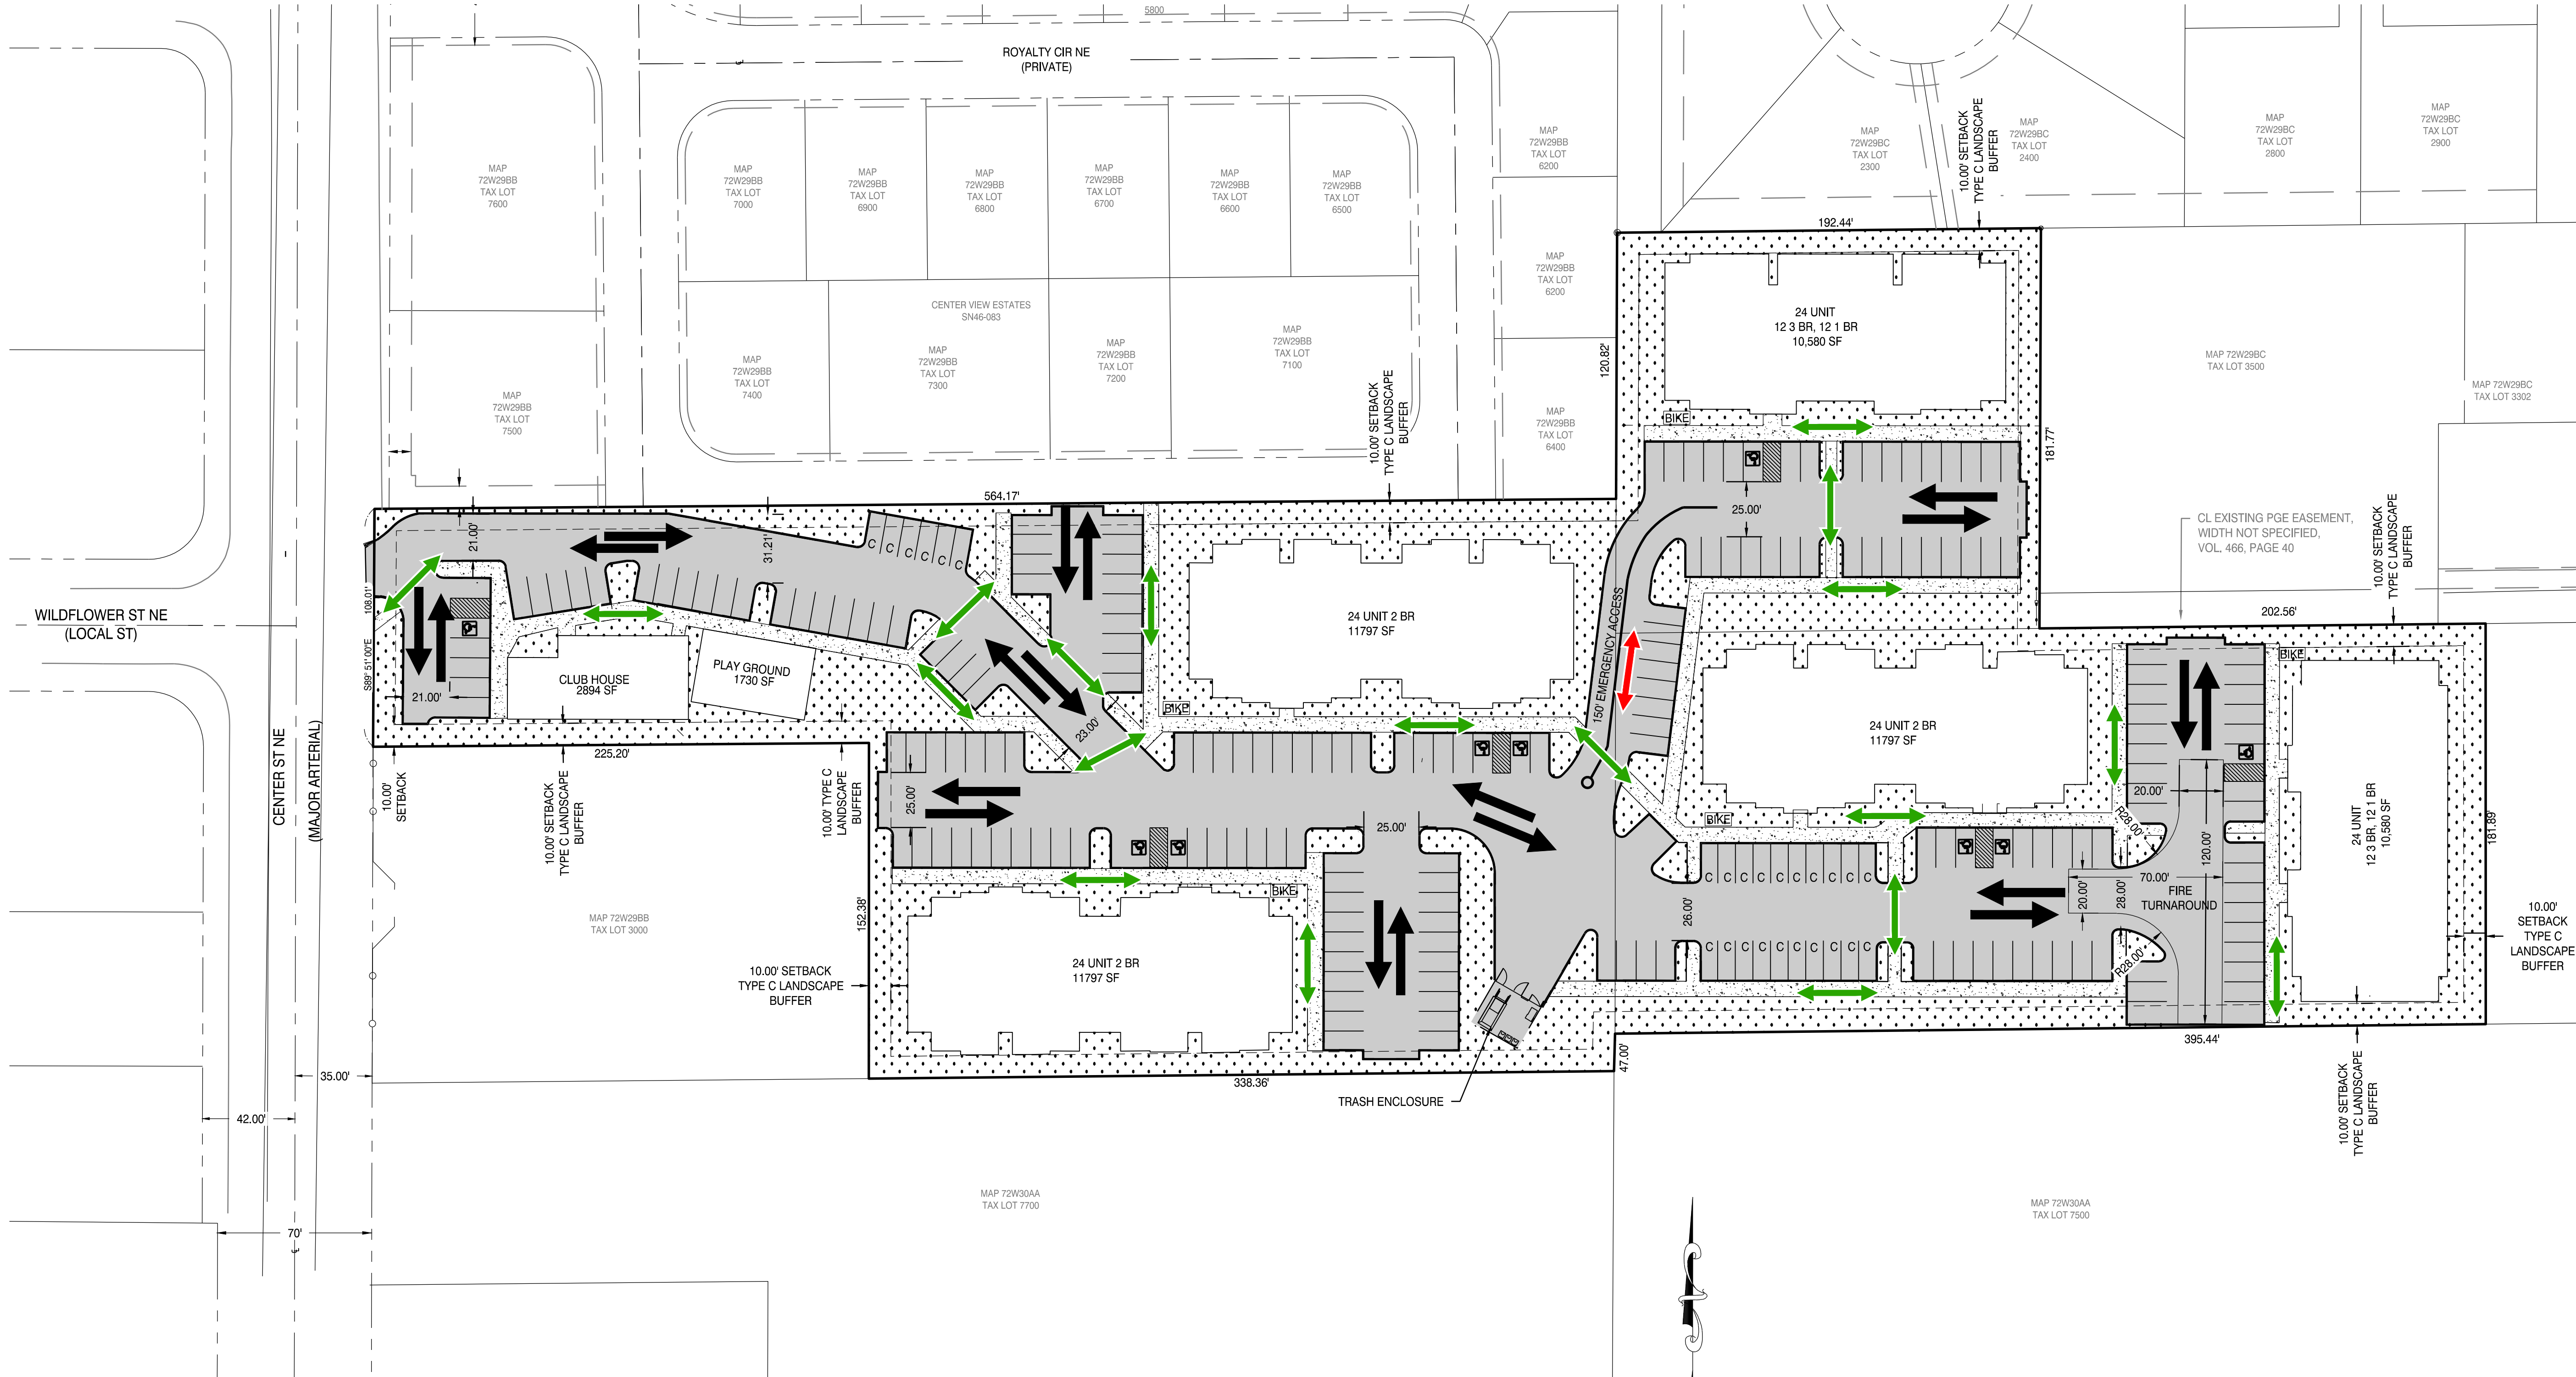 5800
ROYALTY CIR NE
(PRIVATE)
MAP
72W29BB
TAX LOT
7600
MAP
72W29BB
TAX LOT
7000
MAP
72W29BB
TAX LOT
6900
MAP
72W29BB
TAX LOT
6800
MAP
72W29BB
TAX LOT
6700
MAP
72W29BB
TAX LOT
6600
MAP
72W29BB
TAX LOT
6500
MAP
72W29BB
TAX LOT
6200
MAP
72W29BC
TAX LOT
2300
10.00' SETBACK
TYPE C LANDSCAPE
BUFFER
MAP
72W29BC
TAX LOT
2400
MAP
72W29BC
TAX LOT
2800
MAP
72W29BC
TAX LOT
2900
192.44'
MAP
72W29BB
TAX LOT
6200
CENTER VIEW ESTATES
SN46-083
24 UNIT
12 3 BR, 12 1 BR
10,580 SF
MAP
72W29BB
TAX LOT
7500
MAP
72W29BB
TAX LOT
7400
MAP
72W29BB
TAX LOT
7300
MAP
72W29BB
TAX LOT
7200
MAP
72W29BB
TAX LOT
7100
10.00' SETBACK
TYPE C LANDSCAPE
BUFFER
MAP
72W29BB
TAX LOT
6400
120.82'
MAP 72W29BC
TAX LOT 3500
MAP 72W29BC
TAX LOT 3302
BIKE
181.77'
25.00'
564.17'
CL EXISTING PGE EASEMENT,
WIDTH NOT SPECIFIED,
VOL. 466, PAGE 40
10.00' SETBACK
TYPE C LANDSCAPE
BUFFER
21.00'
31.21'
C C C C C C
WILDFLOWER ST NE
(LOCAL ST)
108.01'
S89° 51' 00"E
21.00'
CLUB HOUSE
2894 SF
PLAY GROUND
1730 SF
24 UNIT 2 BR
11797 SF
150' EMERGENCY ACCESS
202.56'
BIKE
24 UNIT 2 BR
11797 SF
BIKE
23.00'
225.20'
CENTER ST NE
(MAJOR ARTERIAL)
10.00'
SETBACK
10.00' SETBACK
TYPE C LANDSCAPE
BUFFER
10.00' TYPE C
LANDSCAPE
BUFFER
25.00'
25.00'
BIKE
20.00'
R28.00'
120.00'
24 UNIT
12 3 BR, 12 1 BR
10,580 SF
181.89'
C C C C C C C C C C C
70.00'
FIRE
TURNAROUND
20.00'
28.00'
26.00'
C C C C C C C C C C C
R28.00'
10.00'
SETBACK
TYPE C
LANDSCAPE
BUFFER
BIKE
152.38'
MAP 72W29BB
TAX LOT 3000
10.00' SETBACK
TYPE C LANDSCAPE
BUFFER
24 UNIT 2 BR
11797 SF
47.00'
395.44'
35.00'
338.36'
TRASH ENCLOSURE
42.00'
10.00' SETBACK
TYPE C LANDSCAPE
BUFFER
MAP 72W30AA
TAX LOT 7700
MAP 72W30AA
TAX LOT 7500
70'